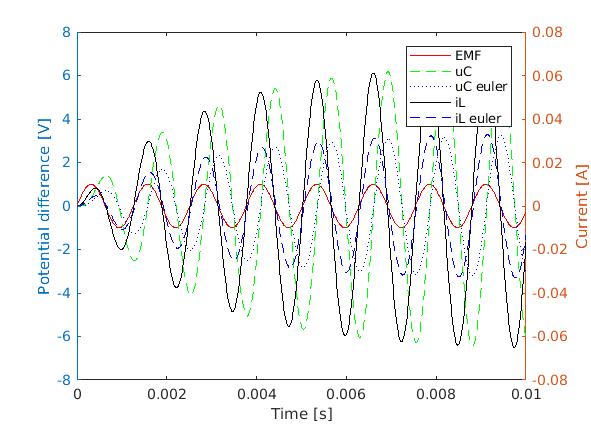 8
6
4
2
0
-2
-4
-6
-8
Potential difference [V]
0.08
0.06
0.04
0.02
0
-0.02
-0.04
-0.06
-0.08
Current [A]
EMF
uC
uC euler
iL
iL euler
0 0.002 0.004 0.006 0.008 0.01
Time [s]